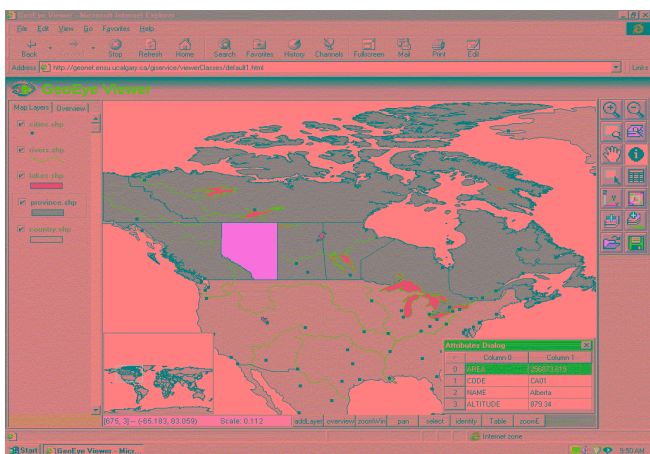 GeoEye Viewer - Microsoft Internet Explorer
File Edit View Go Favorites Help
Back Stop Refresh Home Search Favorites History Channels Fullscreen Mail Print Edit
Address http://geonet.ensu.ucalgary.ca/giservice/viewerClasses/default1.html Links
GeoEye Viewer
Map Layers Overview
cities.shp
rivers.shp
lakes.shp
province.shp
country.shp
Attributes Dialog
Column 0 Column 1
0 AREA
1 CODE CA01
2 NAME Alberta
3 ALTITUDE 879.34
Scale: 0.112 addLayer overview zoomWin pan select identify Table zoomE
Internet zone
Start GeoEye Viewer - Micr... 9:50 AM